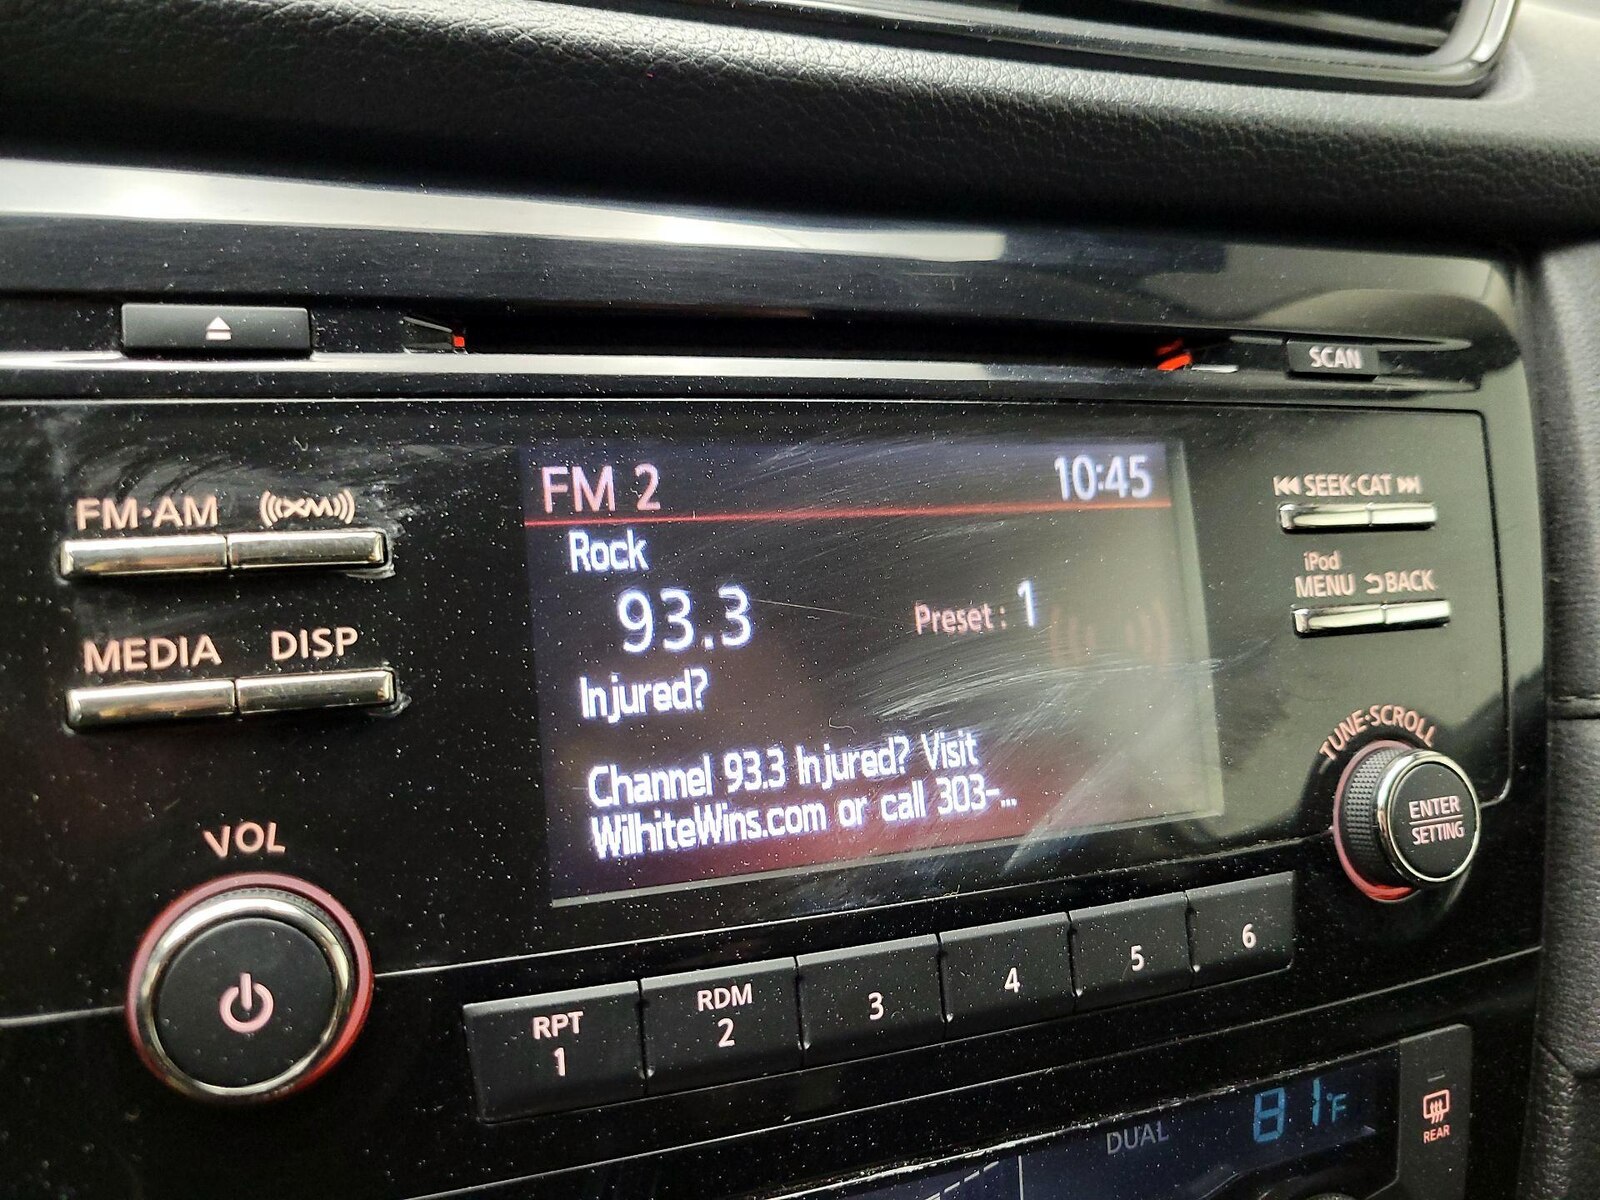 SCAN
FM·AM
XM
FM 2
10:45
SEEK·CAT
Rock
iPod
MENU
BACK
93.3
Preset : 1
MEDIA
DISP
Injured?
TUNE·SCROLL
Channel 93.3 Injured? Visit
WilhiteWins.com or call 303-...
ENTER
SETTING
VOL
RPT
1
RDM
2
3
4
5
6
DUAL
81°F
REAR